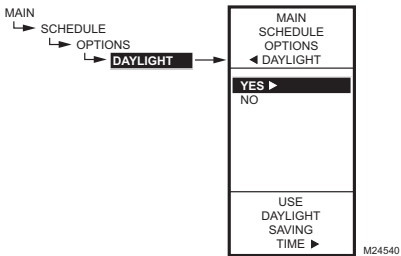 MAIN
SCHEDULE
OPTIONS
DAYLIGHT
MAIN
SCHEDULE
OPTIONS
◄ DAYLIGHT
YES ►
NO
USE
DAYLIGHT
SAVING
TIME ►
M24540